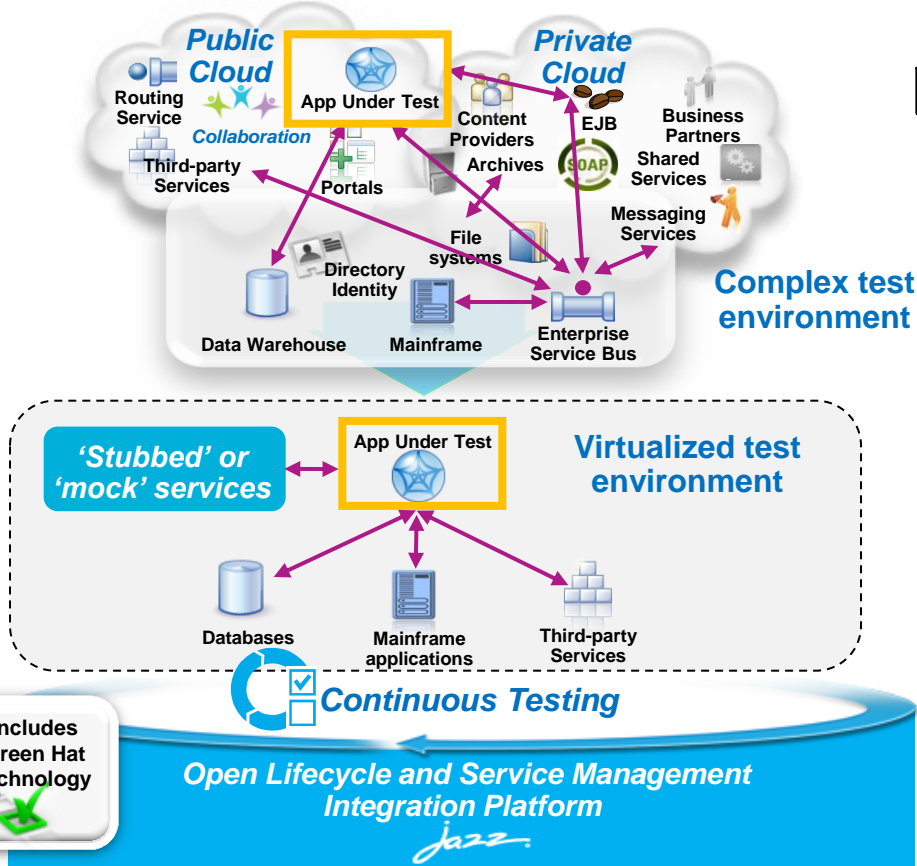 Public
Cloud
Private
Cloud
App Under Test
Routing
Service
Collaboration
Content
Providers
EJB
Business
Partners
Third-party
Services
Portals
Archives
SOAP
Shared
Services
Messaging
Services
File
systems
Directory
Identity
Data Warehouse
Mainframe
Enterprise
Service Bus
Complex test
environment
'Stubbed' or
'mock' services
App Under Test
Virtualized test
environment
Databases
Mainframe
applications
Third-party
Services
Continuous Testing
ncludes
reen Hat
chnology
Open Lifecycle and Service Management
Integration Platform
jazz